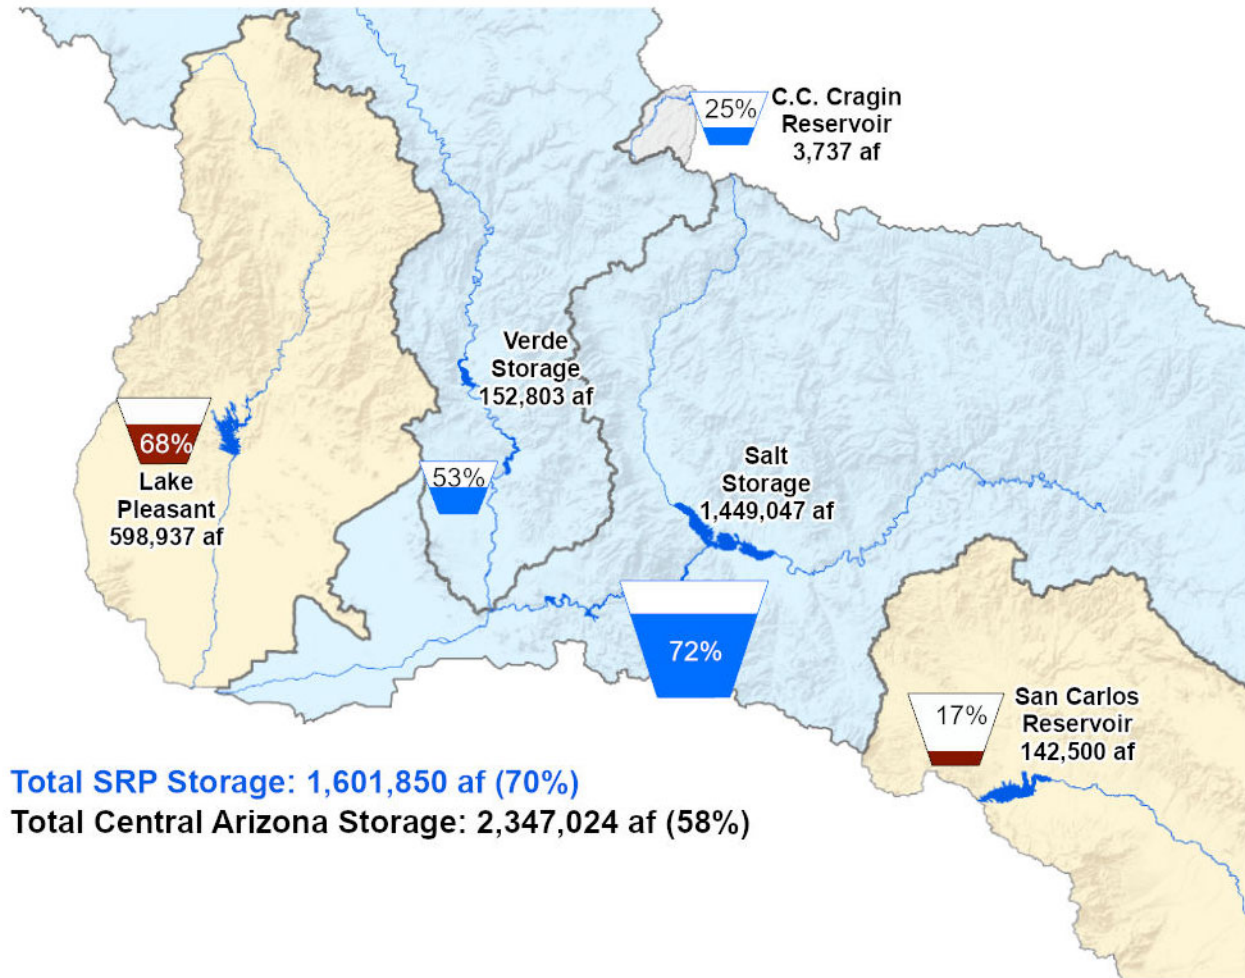 25%
C.C. Cragin
Reservoir
3,737 af
Verde
Storage
152,803 af
68%
Lake
Pleasant
598,937 af
53%
Salt
Storage
1,449,047 af
72%
17%
San Carlos
Reservoir
142,500 af
Total SRP Storage: 1,601,850 af (70%)
Total Central Arizona Storage: 2,347,024 af (58%)